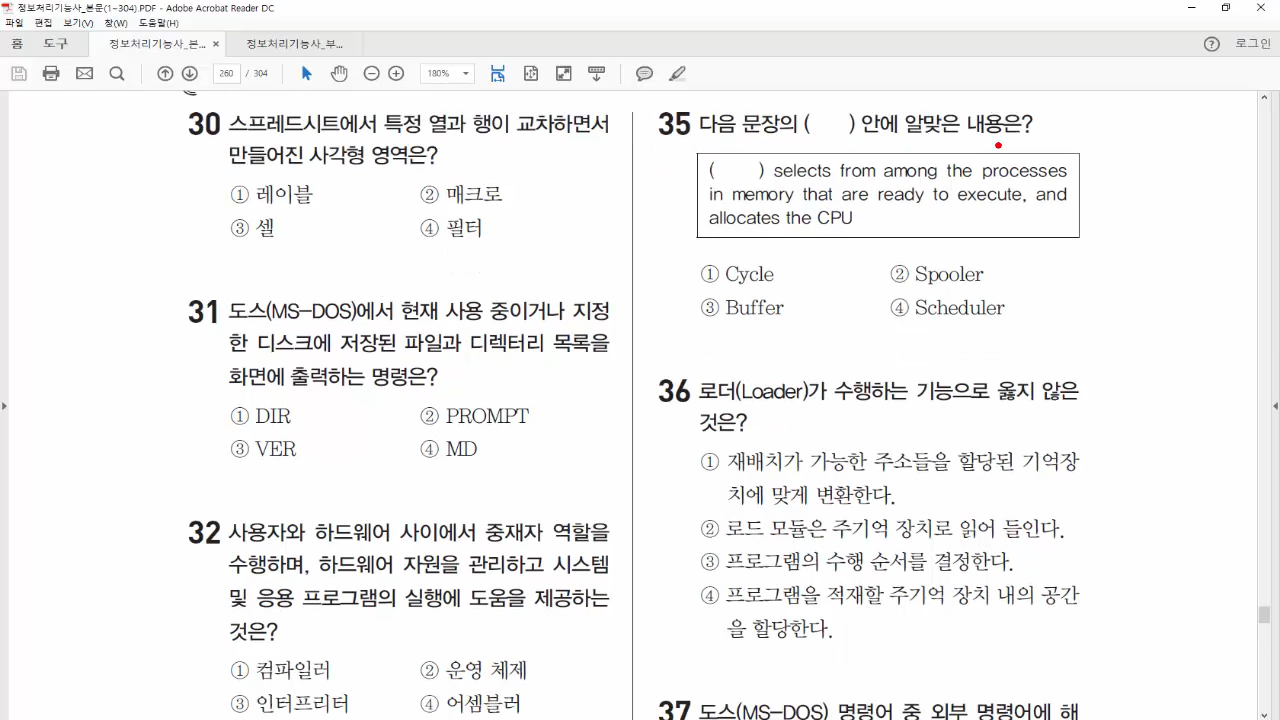 정보처리기능사_본문(1~304).PDF - Adobe Acrobat Reader DC
파일 편집 보기(V) 창(W) 도움말(H)
홈 도구 정보처리기능사_본... × 정보처리기능사_부... 로그인
260 / 304 180%
30 스프레드시트에서 특정 열과 행이 교차하면서
만들어진 사각형 영역은?
① 레이블 ② 매크로
③ 셀 ④ 필터
31 도스(MS-DOS)에서 현재 사용 중이거나 지정
한 디스크에 저장된 파일과 디렉터리 목록을
화면에 출력하는 명령은?
① DIR ② PROMPT
③ VER ④ MD
32 사용자와 하드웨어 사이에서 중재자 역할을
수행하며, 하드웨어 자원을 관리하고 시스템
및 응용 프로그램의 실행에 도움을 제공하는
것은?
① 컴파일러 ② 운영 체제
③ 인터프리터 ④ 어셈블러
35 다음 문장의 ( ) 안에 알맞은 내용은?
( ) selects from among the processes
in memory that are ready to execute, and
allocates the CPU
① Cycle ② Spooler
③ Buffer ④ Scheduler
36 로더(Loader)가 수행하는 기능으로 옳지 않은
것은?
① 재배치가 가능한 주소들을 할당된 기억장
치에 맞게 변환한다.
② 로드 모듈은 주기억 장치로 읽어 들인다.
③ 프로그램의 수행 순서를 결정한다.
④ 프로그램을 적재할 주기억 장치 내의 공간
을 할당한다.
37 도스(MS-DOS) 명령어 중 외부 명령어에 해